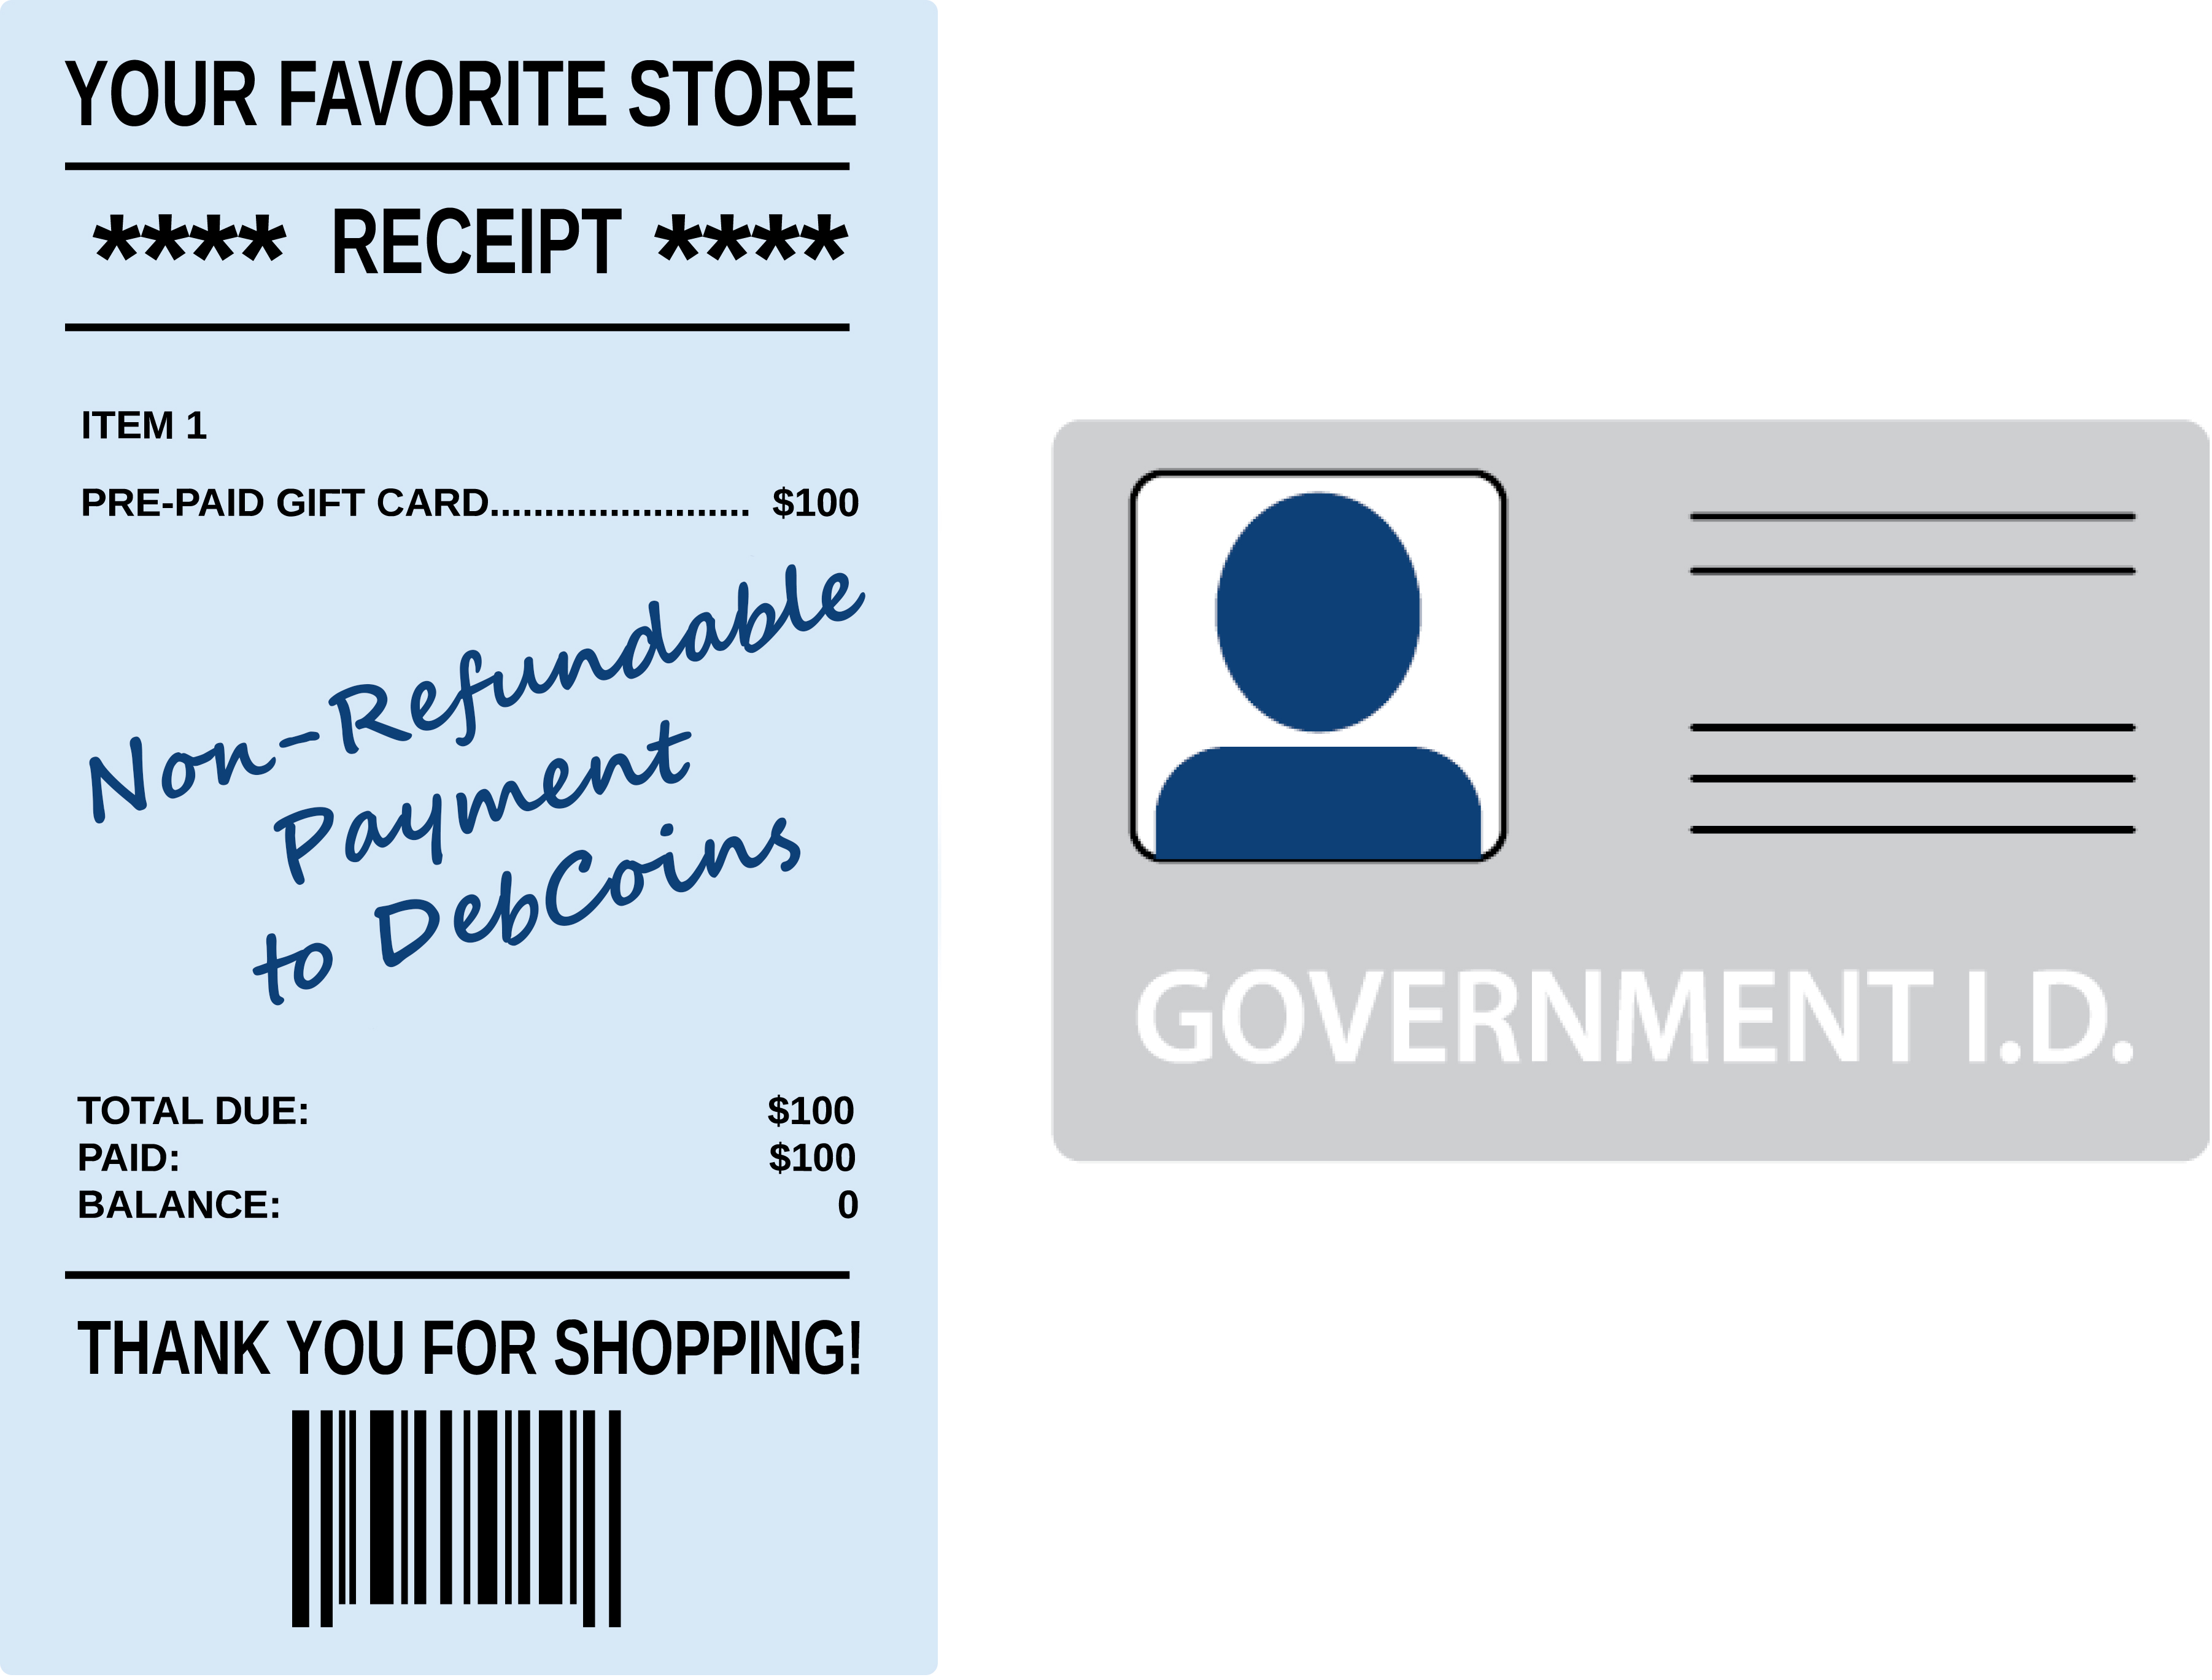 YOUR FAVORITE STORE
**** RECEIPT ****
ITEM 1
PRE-PAID GIFT CARD........................ $100
Non-Refundable
Payment
to DebCoins
TOTAL DUE: $100
PAID: $100
BALANCE: 0
THANK YOU FOR SHOPPING!
GOVERNMENT I.D.